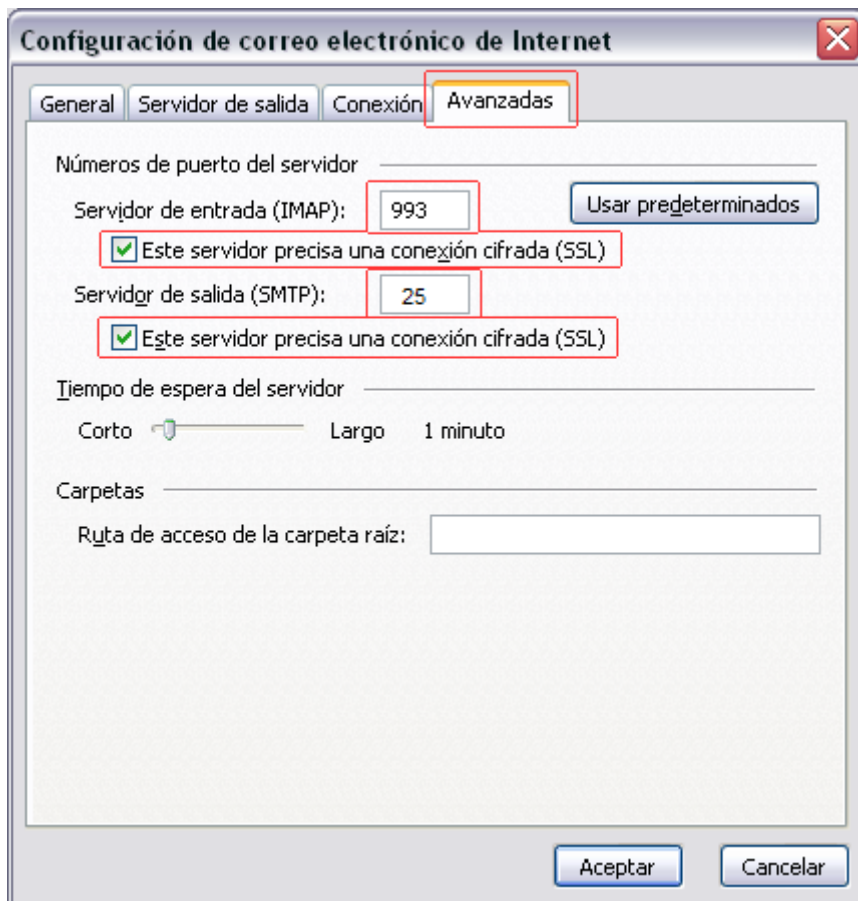 Configuración de correo electrónico de Internet
General Servidor de salida Conexión Avanzadas
Números de puerto del servidor
Servidor de entrada (IMAP): 993 Usar predeterminados
Este servidor precisa una conexión cifrada (SSL)
Servidor de salida (SMTP): 25
Este servidor precisa una conexión cifrada (SSL)
Tiempo de espera del servidor
Corto Largo 1 minuto
Carpetas
Ruta de acceso de la carpeta raíz:
Aceptar Cancelar